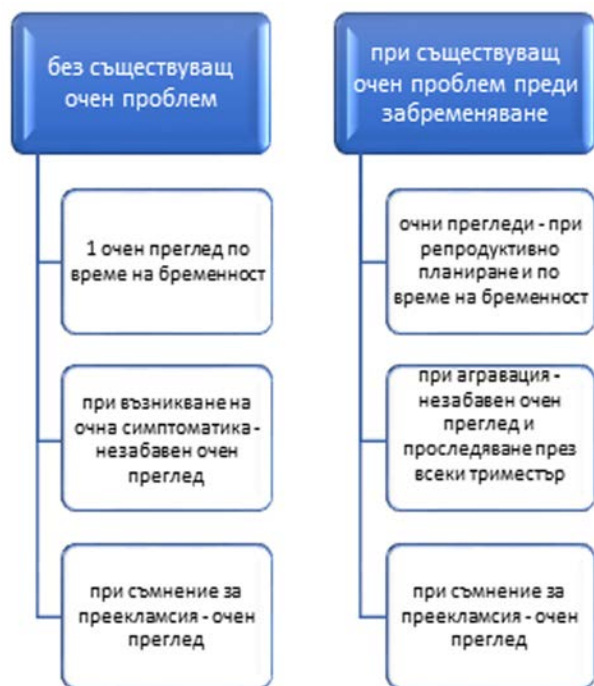 без съществуващ
очен проблем
1 очен преглед по
време на бременност
при възникване на
очна симптоматика -
незабавен очен
преглед
при съмнение за
преекламсия - очен
преглед
при съществуващ
очен проблем преди
забременяване
очни прегледи - при
репродуктивно
планиране и по
време на бременност
при агравация -
незабавен очен
преглед и
проследяване през
всеки триместър
при съмнение за
преекламсия - очен
преглед